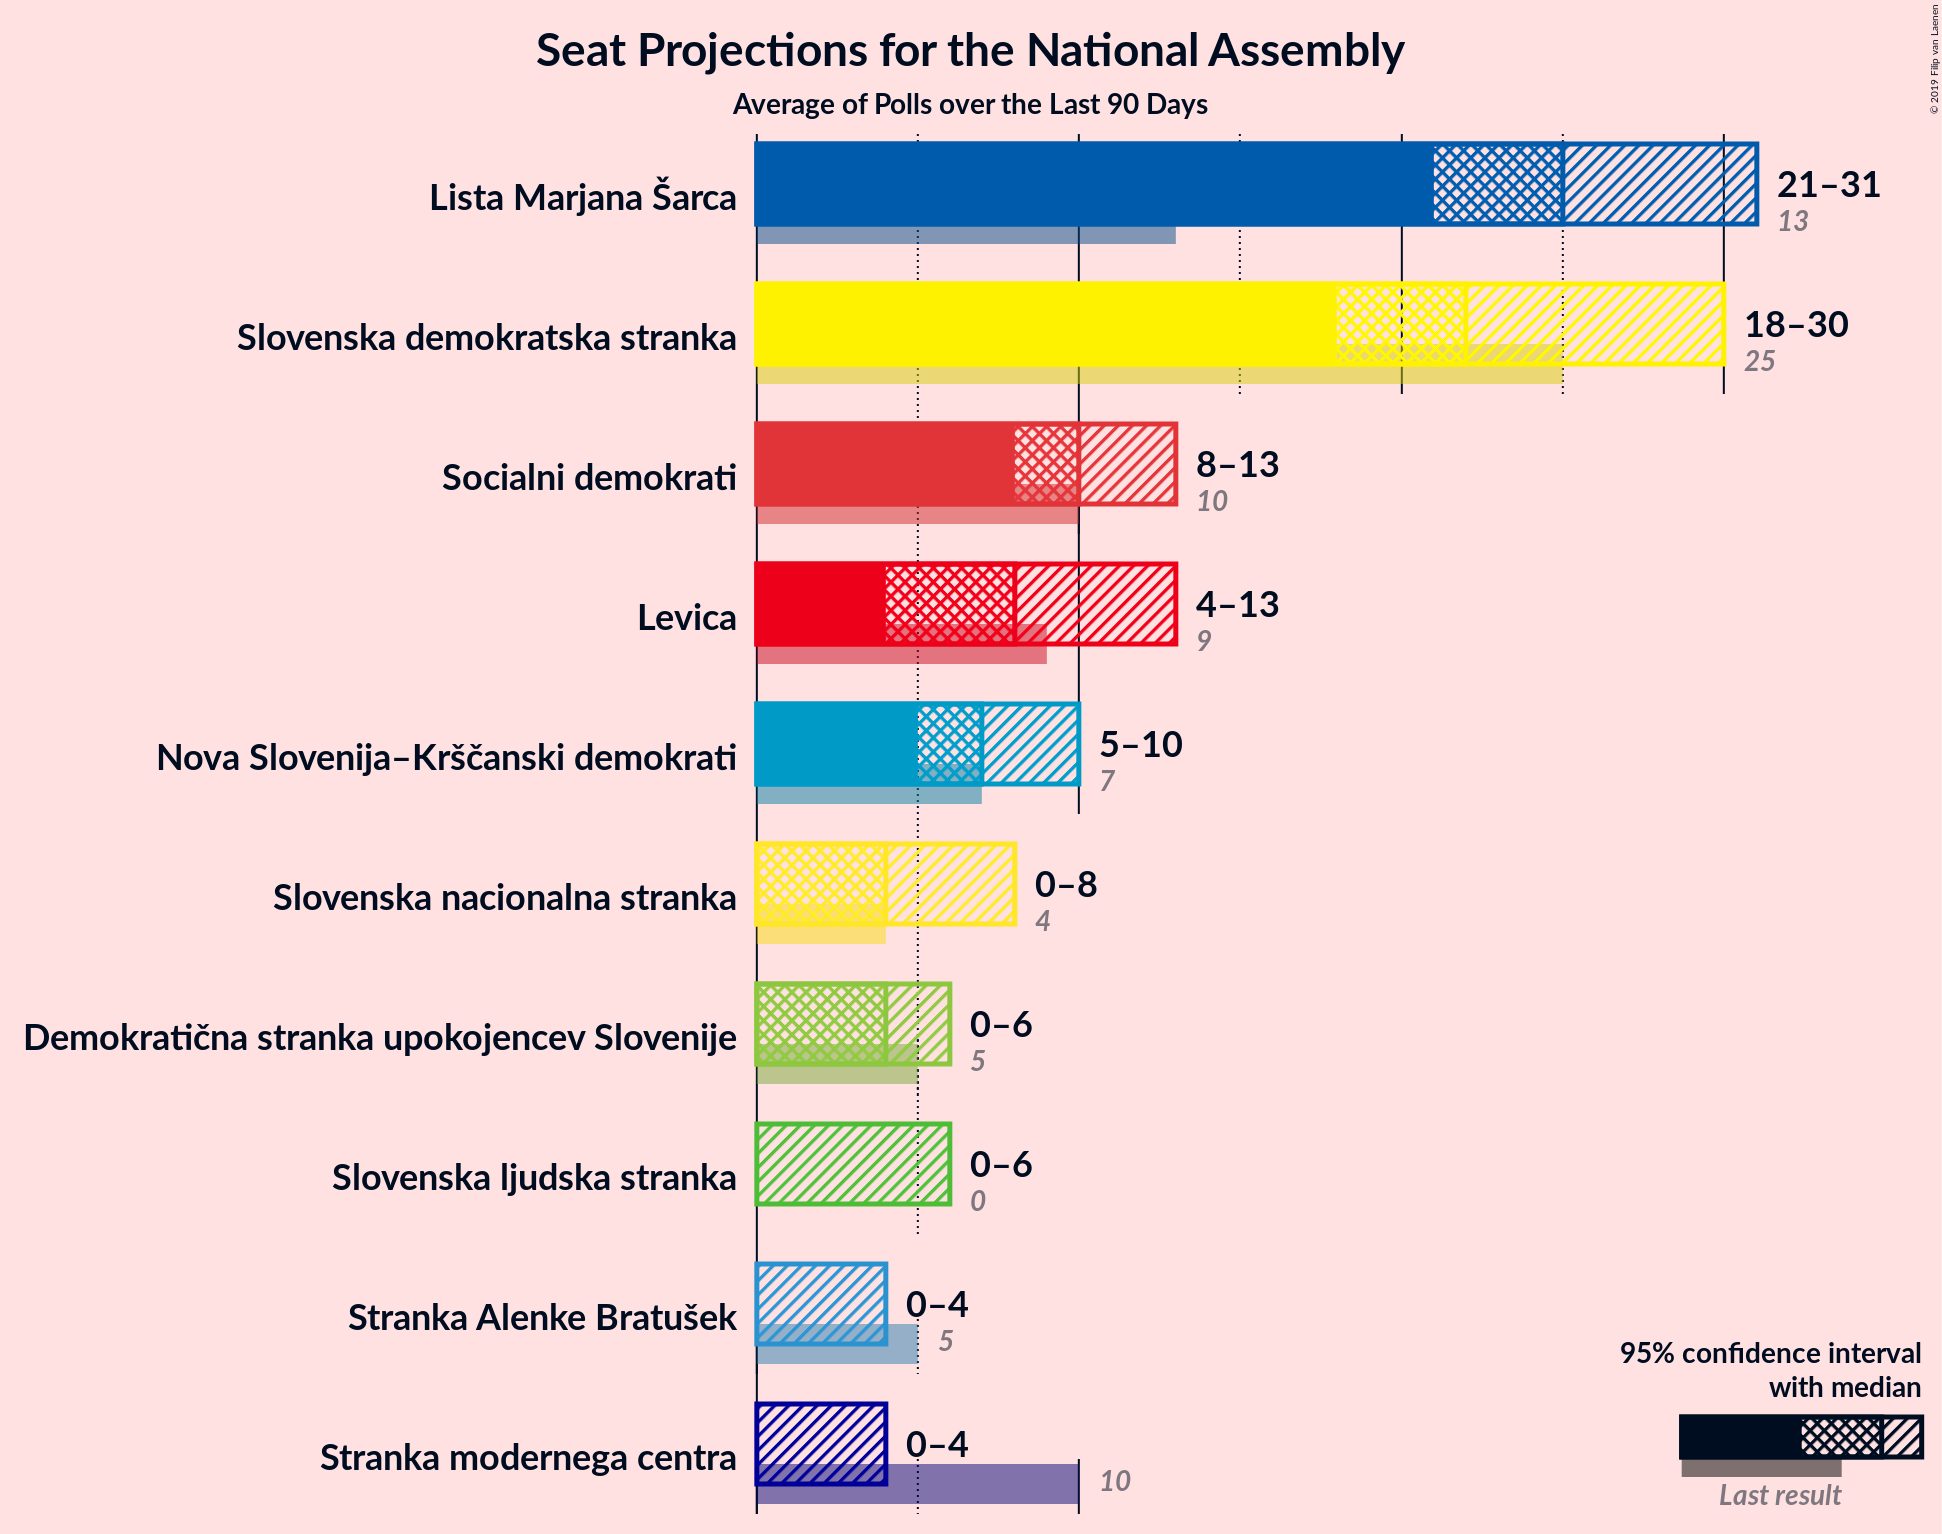 Seat Projections for the National Assembly
Average of Polls over the Last 90 Days
© 2019 Filip van Laenen
Lista Marjana Šarca
21–31
13
Slovenska demokratska stranka
18–30
25
Socialni demokrati
8–13
10
Levica
4–13
9
Nova Slovenija–Krščanski demokrati
5–10
7
Slovenska nacionalna stranka
0–8
4
Demokratična stranka upokojencev Slovenije
0–6
5
Slovenska ljudska stranka
0–6
0
Stranka Alenke Bratušek
0–4
5
Stranka modernega centra
0–4
10
95% confidence interval
with median
Last result